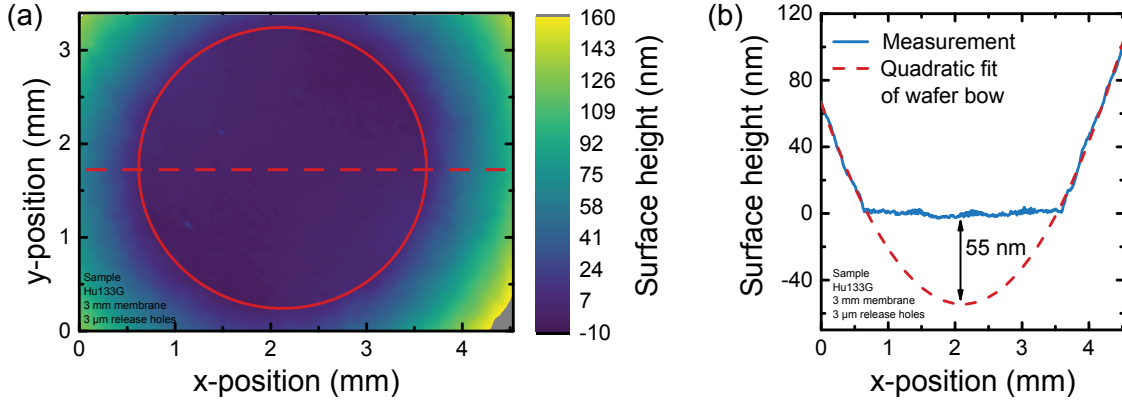 (a)
y-position (mm)
3
2
1
0
Sample
Hu133G
3 mm membrane
3 µm release holes
0 1 2 3 4
x-position (mm)
160
143
126
109
92
75
58
41
24
7
-10
Surface height (nm)
(b)
Surface height (nm)
120
80
40
0
-40
Measurement
Quadratic fit
of wafer bow
55 nm
Sample
Hu133G
3 mm membrane
3 µm release holes
0 1 2 3 4
x-position (mm)